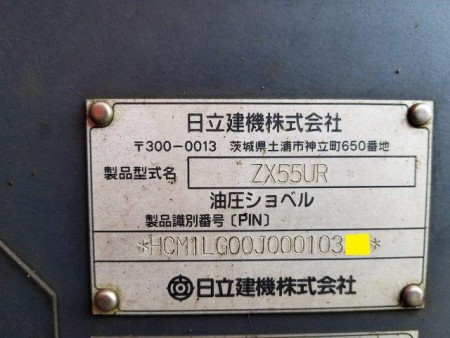 日立建機株式会社
〒300-0013 茨城県土浦市神立町650番地
製品型式名 ZX55UR
油圧ショベル
製品識別番号〔PIN〕
*HCM1LG00J000103 *
日立建機株式会社